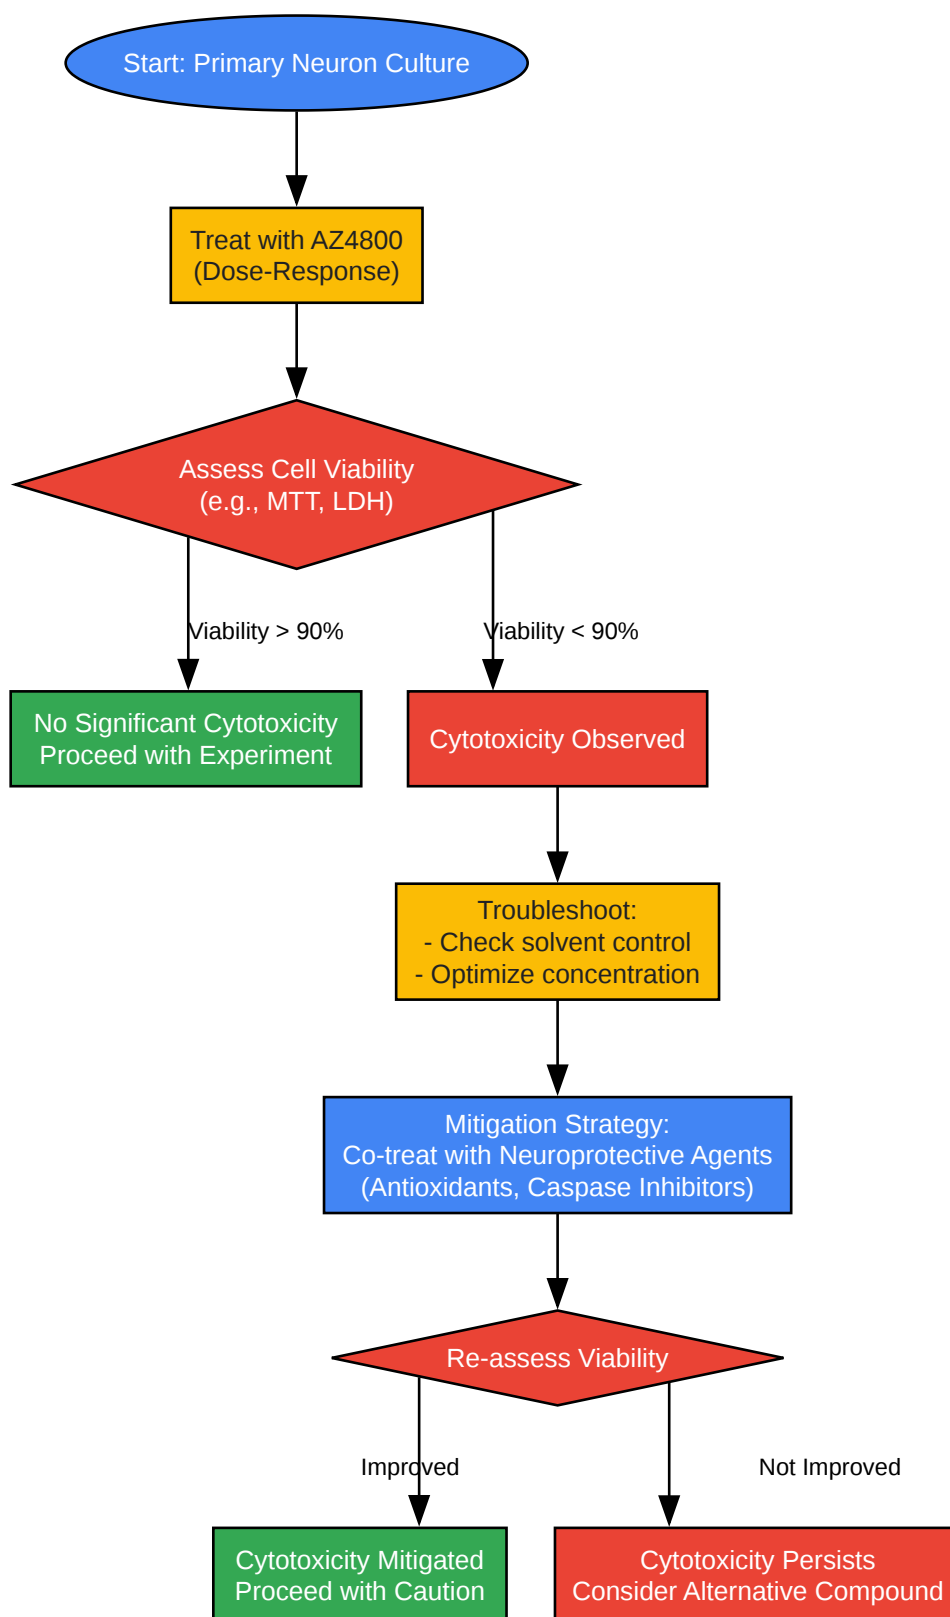 Start: Primary Neuron Culture
Treat with AZ4800
(Dose-Response)
Assess Cell Viability
(e.g., MTT, LDH)
Viability > 90%
Viability < 90%
No Significant Cytotoxicity
Proceed with Experiment
Cytotoxicity Observed
Troubleshoot:
- Check solvent control
- Optimize concentration
Mitigation Strategy:
Co-treat with Neuroprotective Agents
(Antioxidants, Caspase Inhibitors)
Re-assess Viability
Improved
Not Improved
Cytotoxicity Mitigated
Proceed with Caution
Cytotoxicity Persists
Consider Alternative Compound